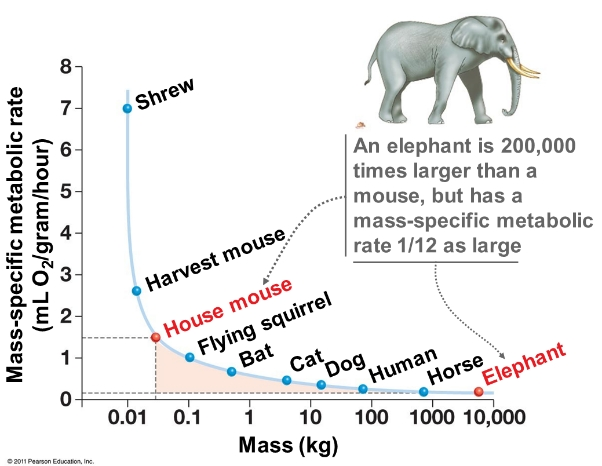 Mass-specific metabolic rate
(mL O₂/gram/hour)
8
7
6
5
4
3
2
1
0
Shrew
Harvest mouse
House mouse
Flying squirrel
Bat
Cat
Dog
Human
Horse
Elephant
An elephant is 200,000
times larger than a
mouse, but has a
mass-specific metabolic
rate 1/12 as large
0.01 0.1 1 10 100 1000 10,000
Mass (kg)
© 2011 Pearson Education, Inc.